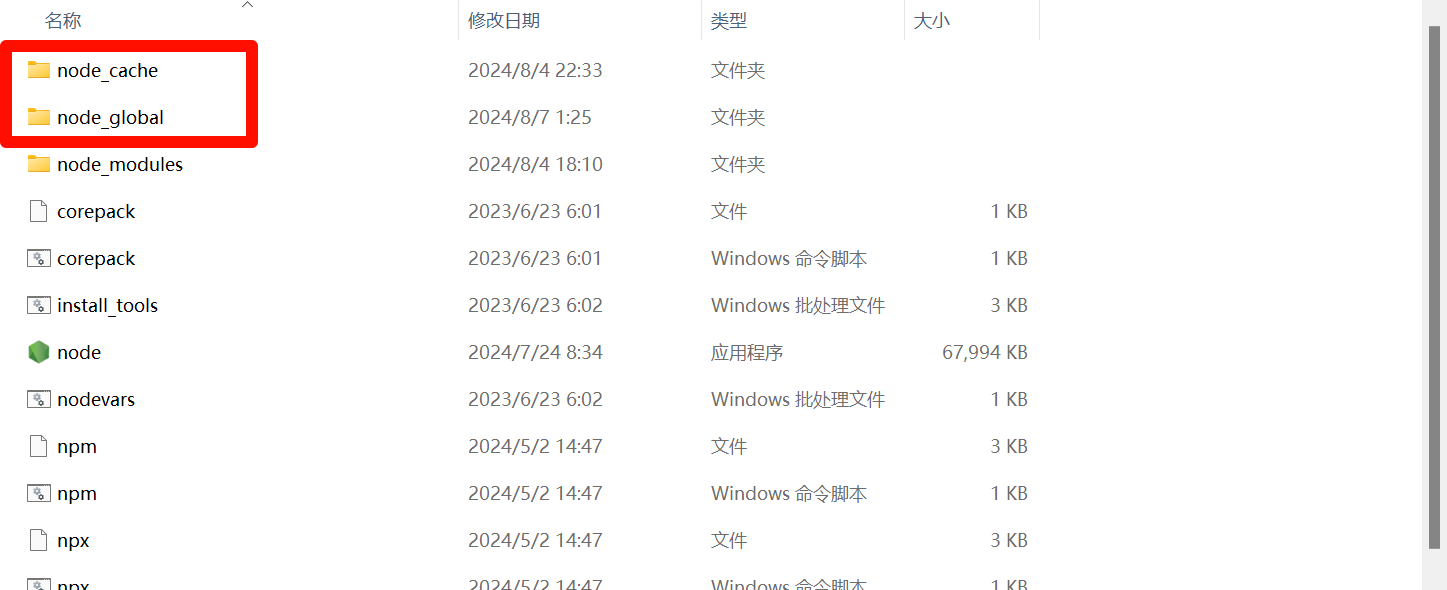 名称 修改日期 类型 大小
node_cache 2024/8/4 22:33 文件夹
node_global 2024/8/7 1:25 文件夹
node_modules 2024/8/4 18:10 文件夹
corepack 2023/6/23 6:01 文件 1 KB
corepack 2023/6/23 6:01 Windows 命令脚本 1 KB
install_tools 2023/6/23 6:02 Windows 批处理文件 3 KB
node 2024/7/24 8:34 应用程序 67,994 KB
nodevars 2023/6/23 6:02 Windows 批处理文件 1 KB
npm 2024/5/2 14:47 文件 3 KB
npm 2024/5/2 14:47 Windows 命令脚本 1 KB
npx 2024/5/2 14:47 文件 3 KB
npx 2024/5/2 14:47 Windows 命令脚本 1 KB